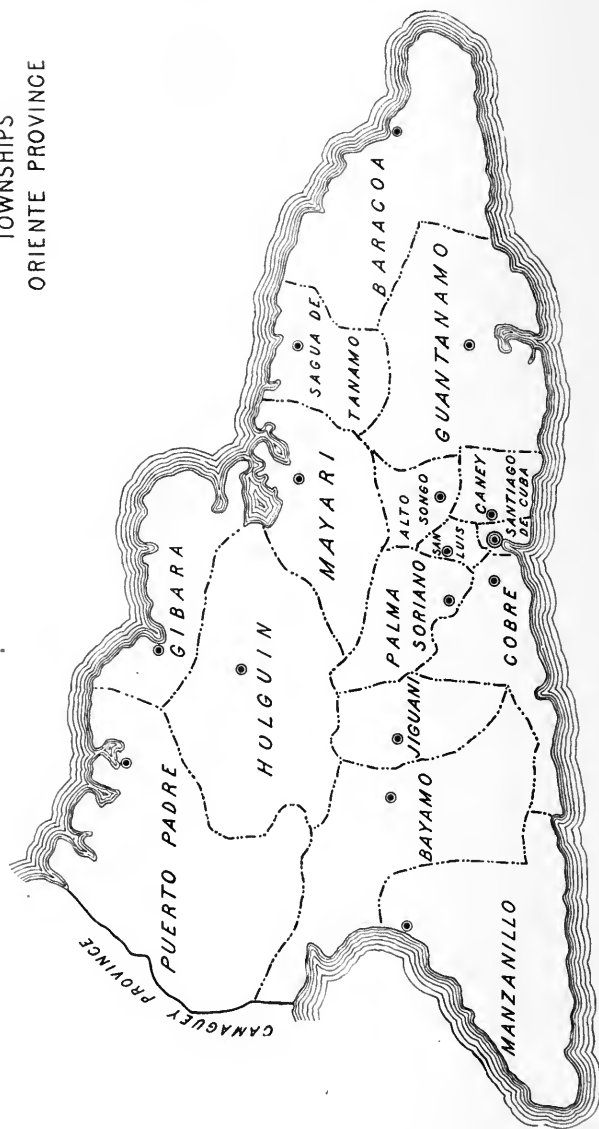 TOWNSHIPS
ORIENTE PROVINCE
CAMAGUEY PROVINCE
PUERTO PADRE
GIBARA
HULGUIN
MAYARI
SAGUA DE
TANAMO
BARACOA
GUANTANAMO
ALTO
SONGO
SAN
LUIS
CANEY
SANTIAGO
DE CUBA
PALMA
SORIANO
COBRE
JIGUANI
BAYAMO
MANZANILLO